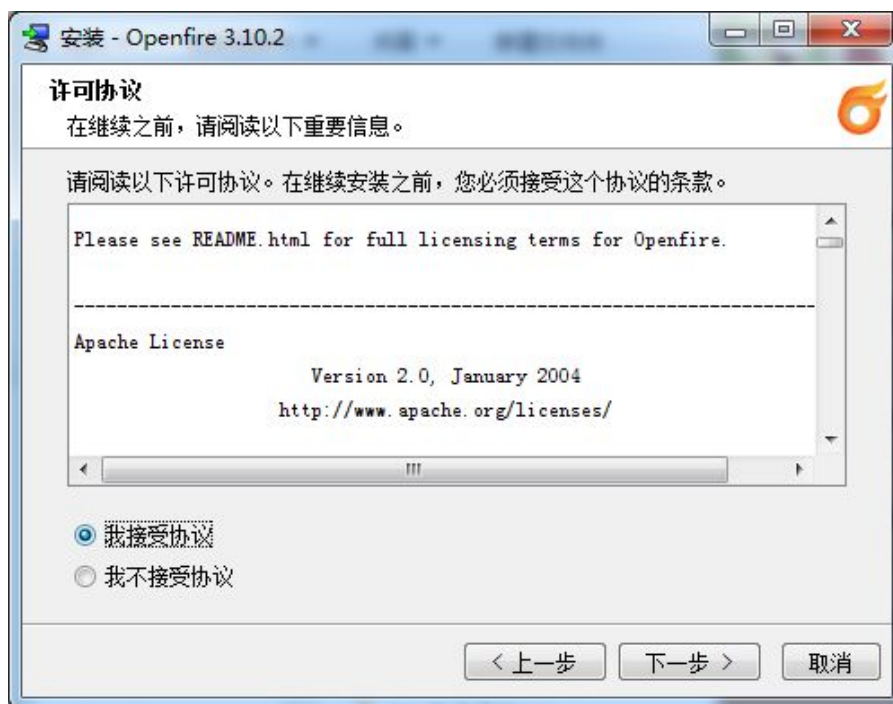 安装 - Openfire 3.10.2
许可协议
在继续之前，请阅读以下重要信息。
请阅读以下许可协议。在继续安装之前，您必须接受这个协议的条款。
Please see README.html for full licensing terms for Openfire.
--------------------------------------------------------------------
Apache License
Version 2.0, January 2004
http://www.apache.org/licenses/
我接受协议
我不接受协议
< 上一步
下一步 >
取消